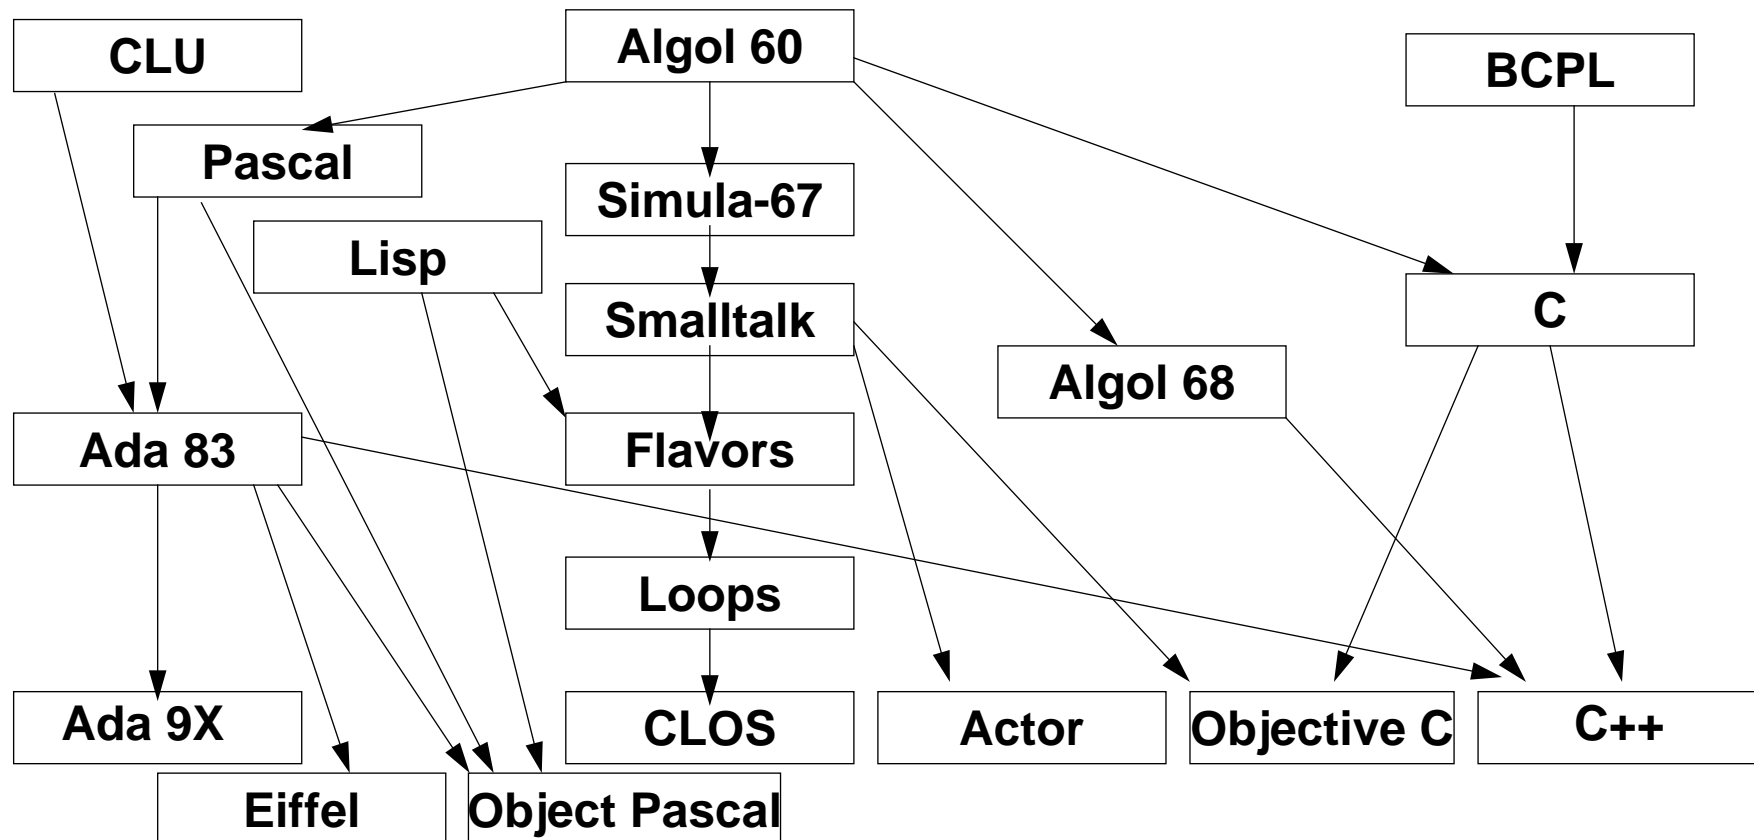 CLU
Algol 60
BCPL
Pascal
Simula-67
Lisp
Smalltalk
C
Algol 68
Ada 83
Flavors
Loops
Ada 9X
CLOS
Actor
Objective C
C++
Eiffel
Object Pascal